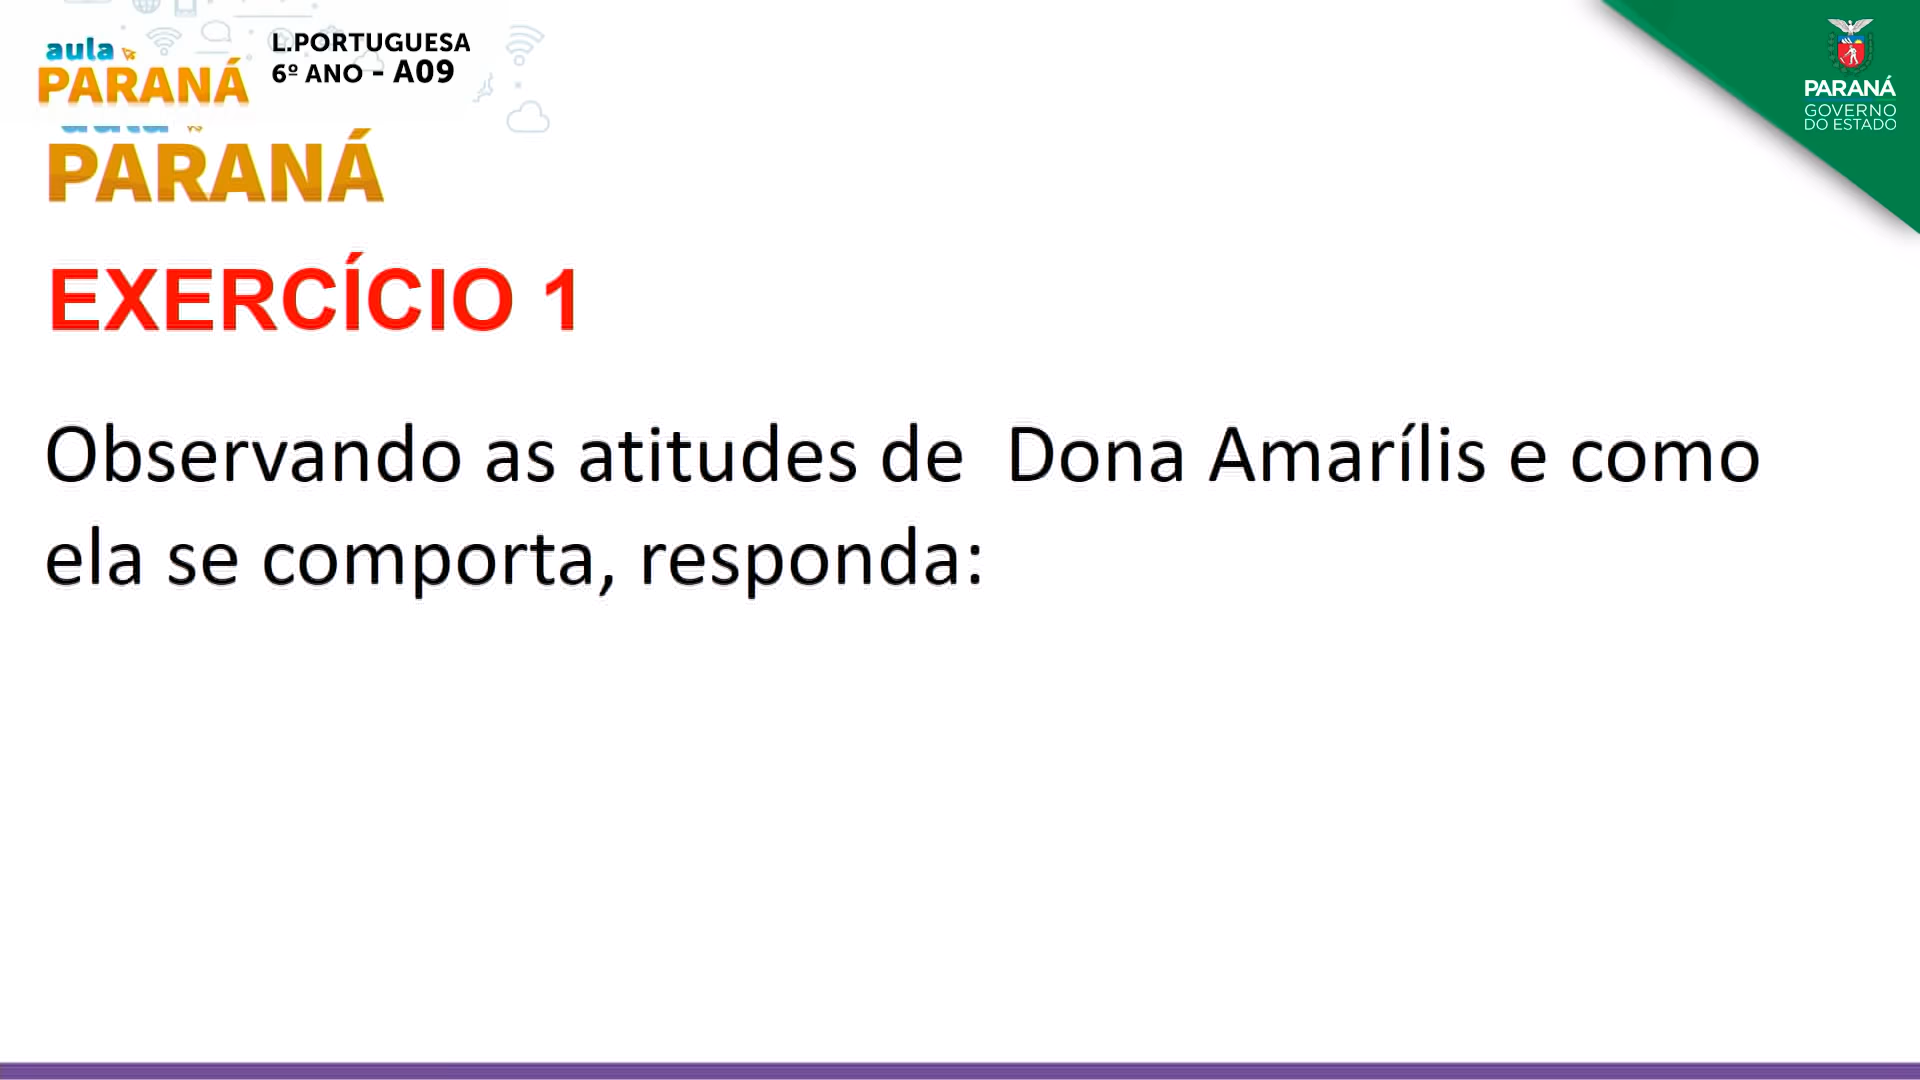 aula
PARANÁ
L.PORTUGUESA
6º ANO - A09
PARANÁ
GOVERNO
DO ESTADO
aula
PARANÁ
EXERCÍCIO 1
Observando as atitudes de  Dona Amarílis e como
ela se comporta, responda: